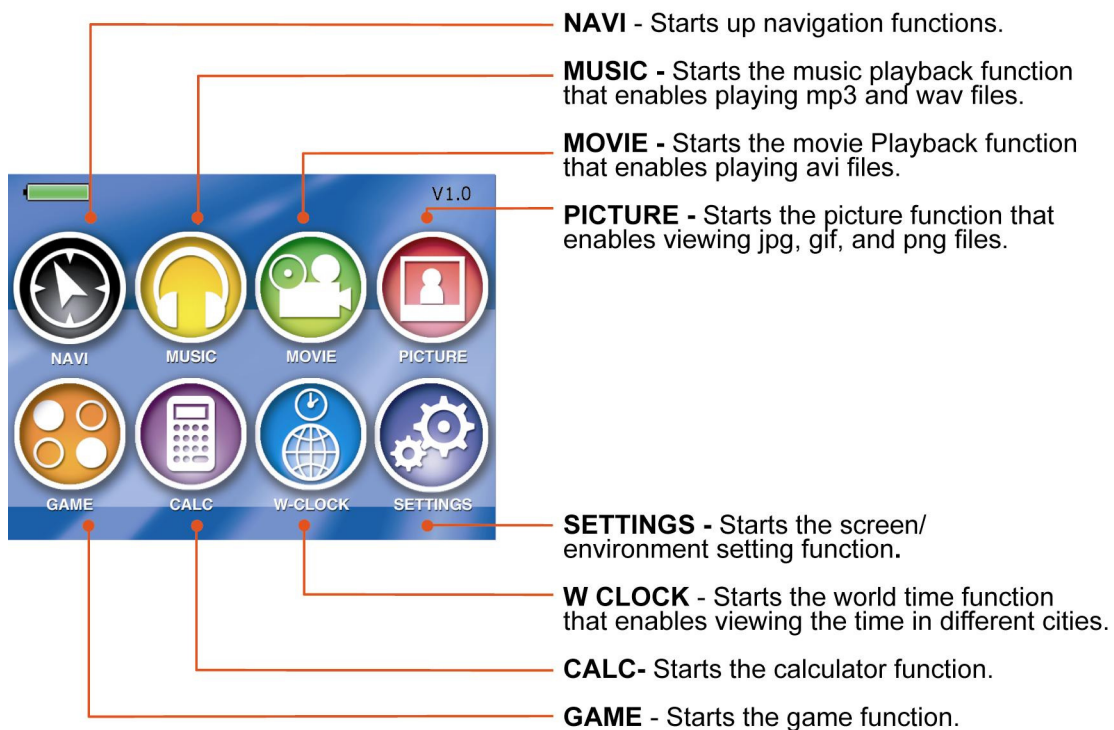 NAVI - Starts up navigation functions.
MUSIC - Starts the music playback function
that enables playing mp3 and wav files.
MOVIE - Starts the movie Playback function
that enables playing avi files.
PICTURE - Starts the picture function that
enables viewing jpg, gif, and png files.
V1.0
NAVI MUSIC MOVIE PICTURE
GAME CALC W-CLOCK SETTINGS
SETTINGS - Starts the screen/
environment setting function.
W CLOCK - Starts the world time function
that enables viewing the time in different cities.
CALC- Starts the calculator function.
GAME - Starts the game function.